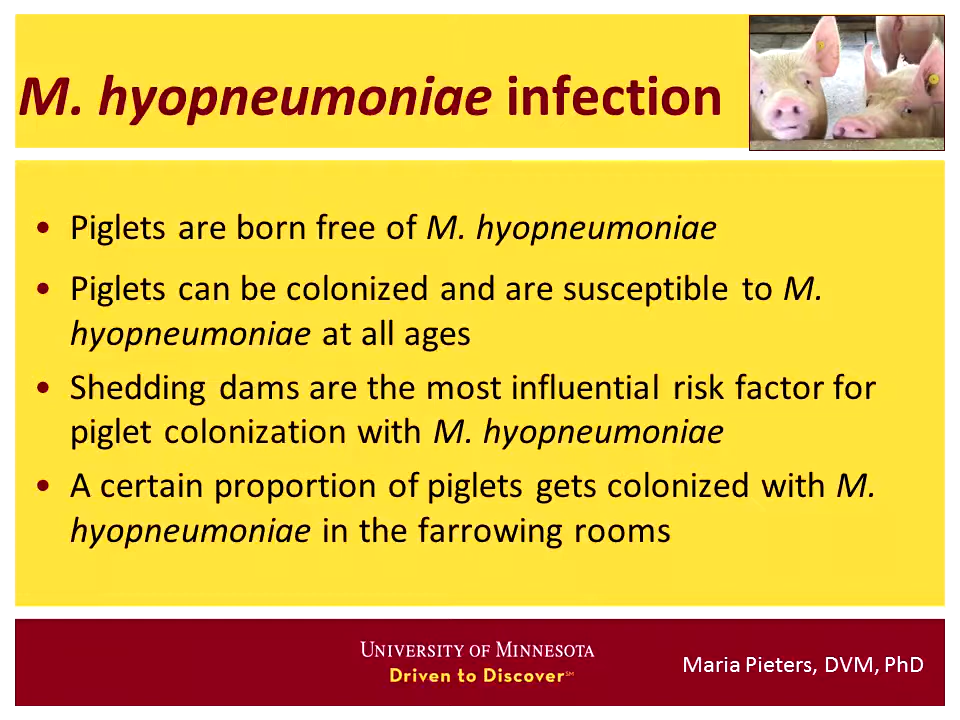 M. hyopneumoniae infection
• Piglets are born free of M. hyopneumoniae
• Piglets can be colonized and are susceptible to M.
hyopneumoniae at all ages
• Shedding dams are the most influential risk factor for
piglet colonization with M. hyopneumoniae
• A certain proportion of piglets gets colonized with M.
hyopneumoniae in the farrowing rooms
UNIVERSITY OF MINNESOTA
Driven to Discover℠
Maria Pieters, DVM, PhD